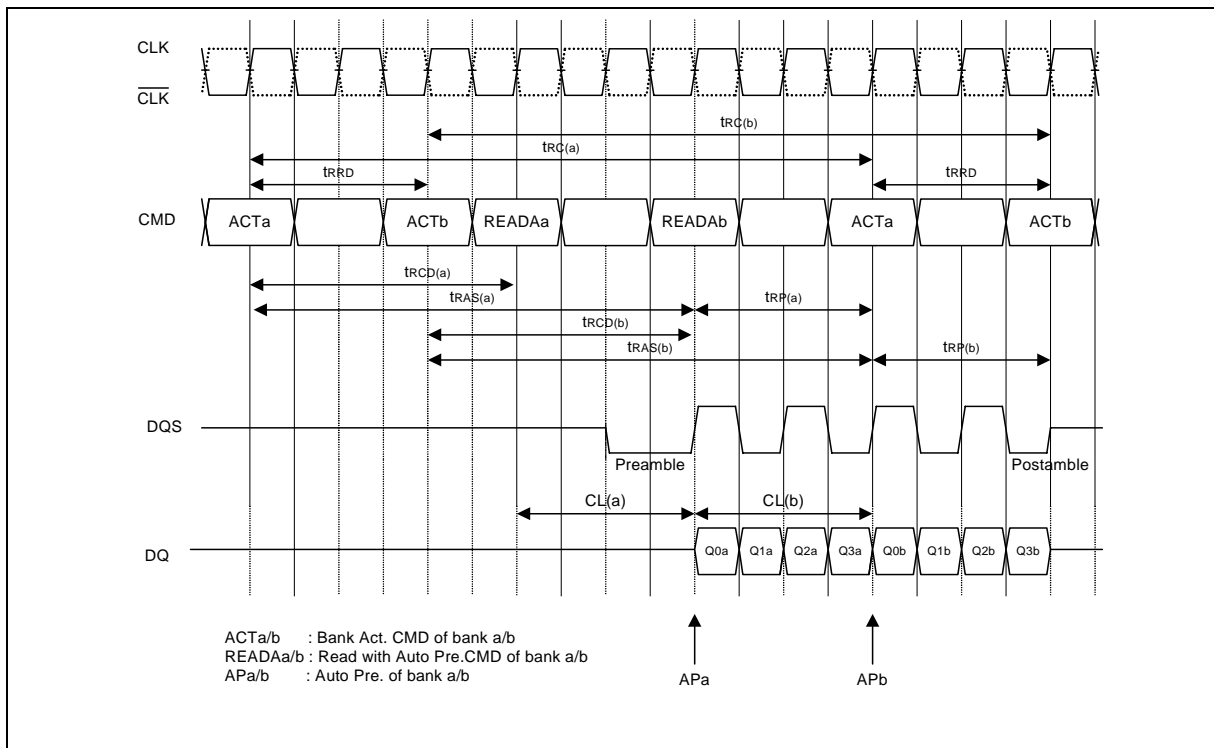 CLK
CLK
tRC(b)
tRC(a)
tRRD tRRD
CMD ACTa ACTb READAa READAb ACTa ACTb
tRCD(a)
tRAS(a) tRP(a)
tRCD(b)
tRAS(b) tRP(b)
DQS
Preamble Postamble
CL(a) CL(b)
DQ Q0a Q1a Q2a Q3a Q0b Q1b Q2b Q3b
ACTa/b : Bank Act. CMD of bank a/b
READAa/b : Read with Auto Pre.CMD of bank a/b
APa/b : Auto Pre. of bank a/b
APa APb